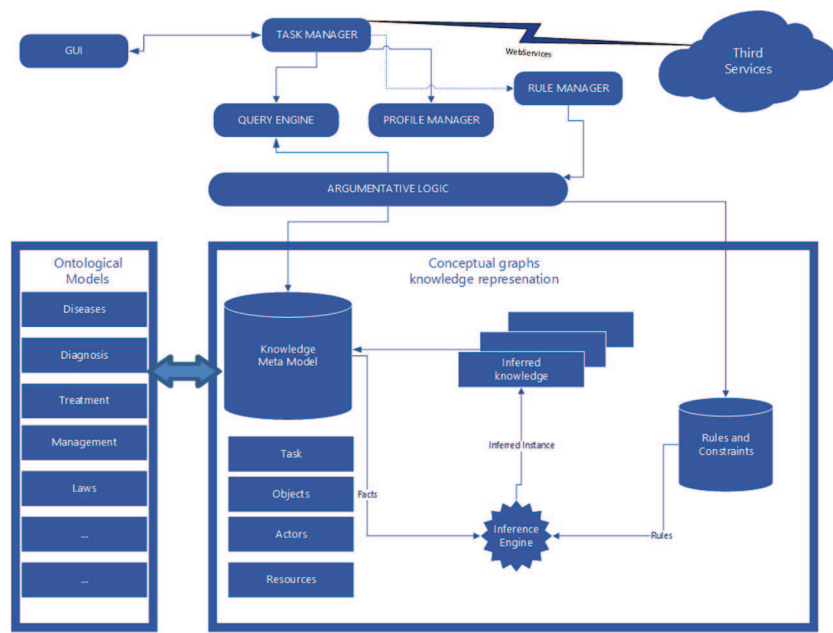 GUI
TASK MANAGER
WebServices
Third
Services
RULE MANAGER
QUERY ENGINE
PROFILE MANAGER
ARGUMENTATIVE LOGIC
Ontological
Models
Diseases
Diagnosis
Treatment
Management
Laws
...
...
Conceptual graphs
knowledge represenation
Knowledge
Meta Model
Inferred
knowledge
Rules and
Constraints
Inferred Instance
Task
Objects
Actors
Resources
Facts
Inference
Engine
Rules